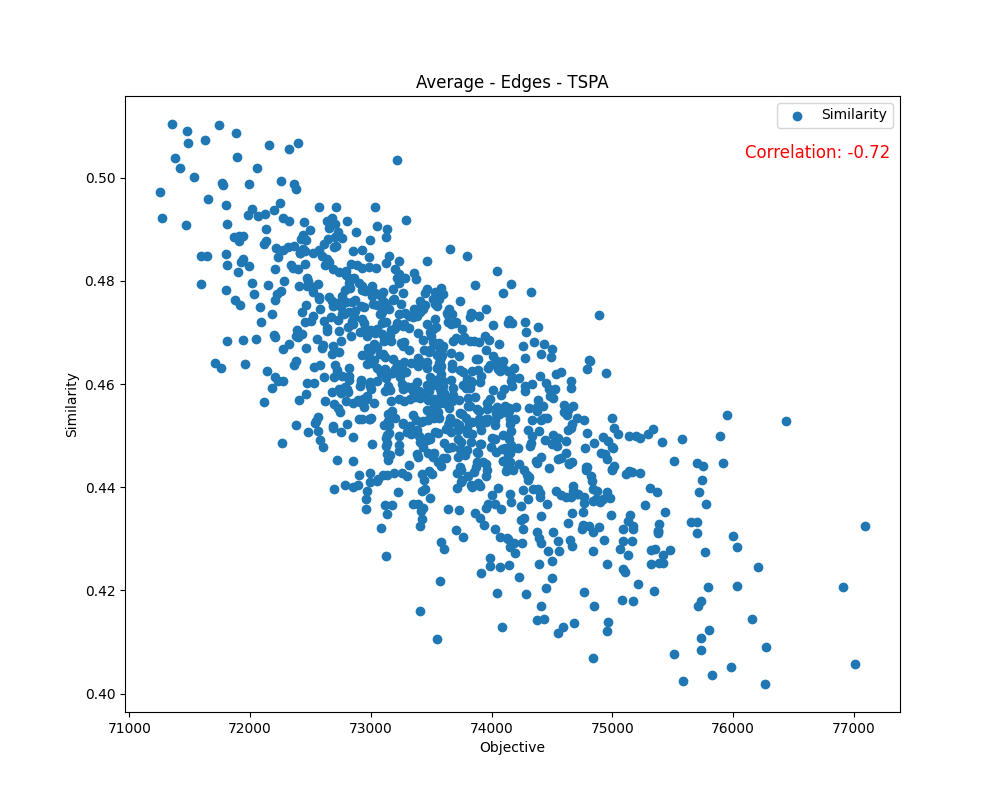 Average - Edges - TSPA
Similarity
Correlation: -0.72
0.50
0.48
0.46
0.44
0.42
0.40
Similarity
71000 72000 73000 74000 75000 76000 77000
Objective